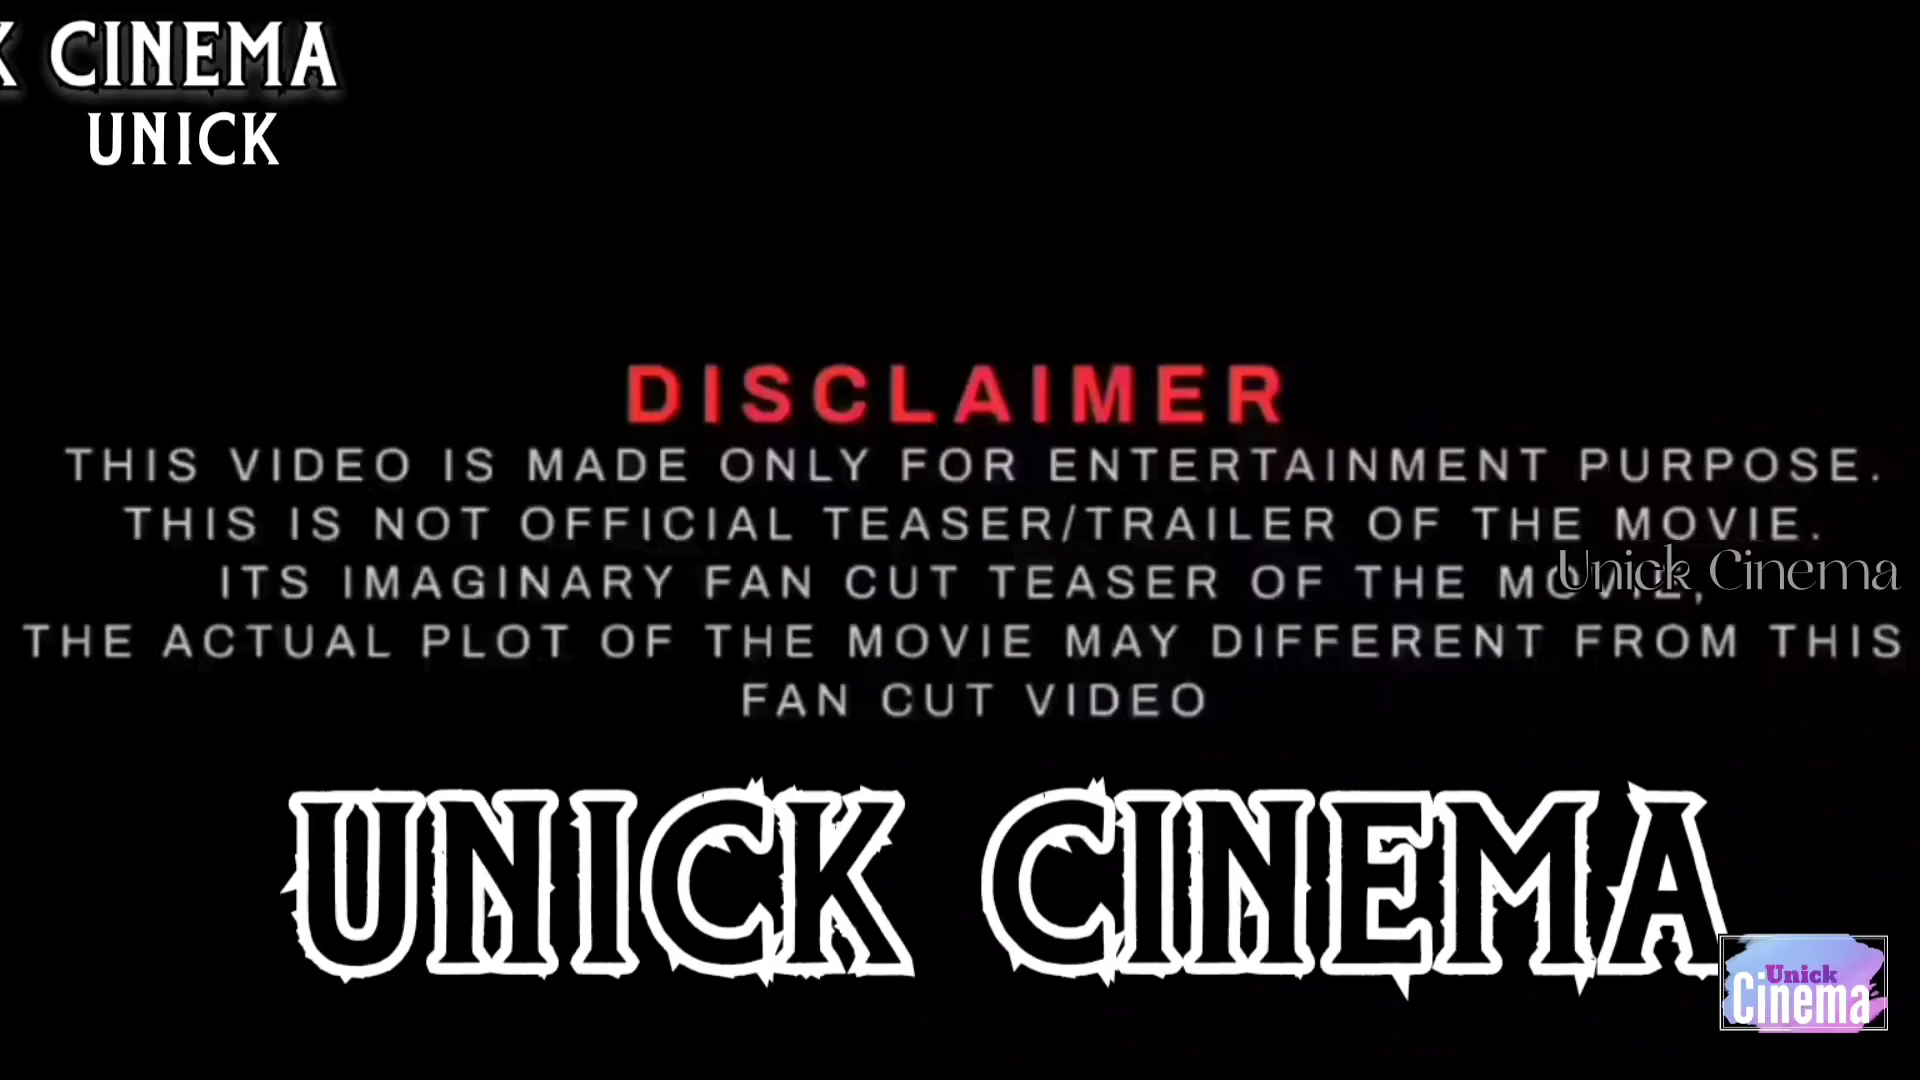 K CINEMA
UNICK
DISCLAIMER
THIS VIDEO IS MADE ONLY FOR ENTERTAINMENT PURPOSE.
THIS IS NOT OFFICIAL TEASER/TRAILER OF THE MOVIE.
ITS IMAGINARY FAN CUT TEASER OF THE MOVIE,
Unick Cinema
THE ACTUAL PLOT OF THE MOVIE MAY DIFFERENT FROM THIS
FAN CUT VIDEO
UNICK CINEMA
Unick
Cinema